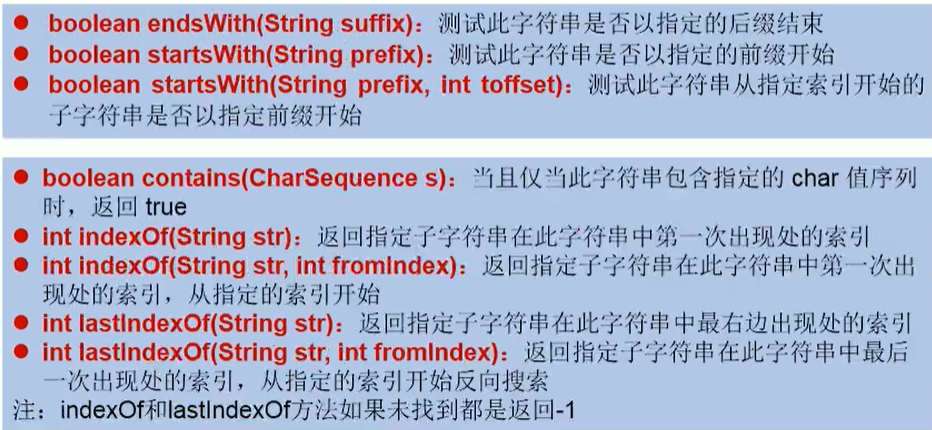 ● boolean endsWith(String suffix)：测试此字符串是否以指定的后缀结束
● boolean startsWith(String prefix)：测试此字符串是否以指定的前缀开始
● boolean startsWith(String prefix, int toffset)：测试此字符串从指定索引开始的
子字符串是否以指定前缀开始
● boolean contains(CharSequence s)：当且仅当此字符串包含指定的 char 值序列
时，返回 true
● int indexOf(String str)：返回指定子字符串在此字符串中第一次出现处的索引
● int indexOf(String str, int fromIndex)：返回指定子字符串在此字符串中第一次出
现处的索引，从指定的索引开始
● int lastIndexOf(String str)：返回指定子字符串在此字符串中最右边出现处的索引
● int lastIndexOf(String str, int fromIndex)：返回指定子字符串在此字符串中最后
一次出现处的索引，从指定的索引开始反向搜索
注：indexOf和lastIndexOf方法如果未找到都是返回-1